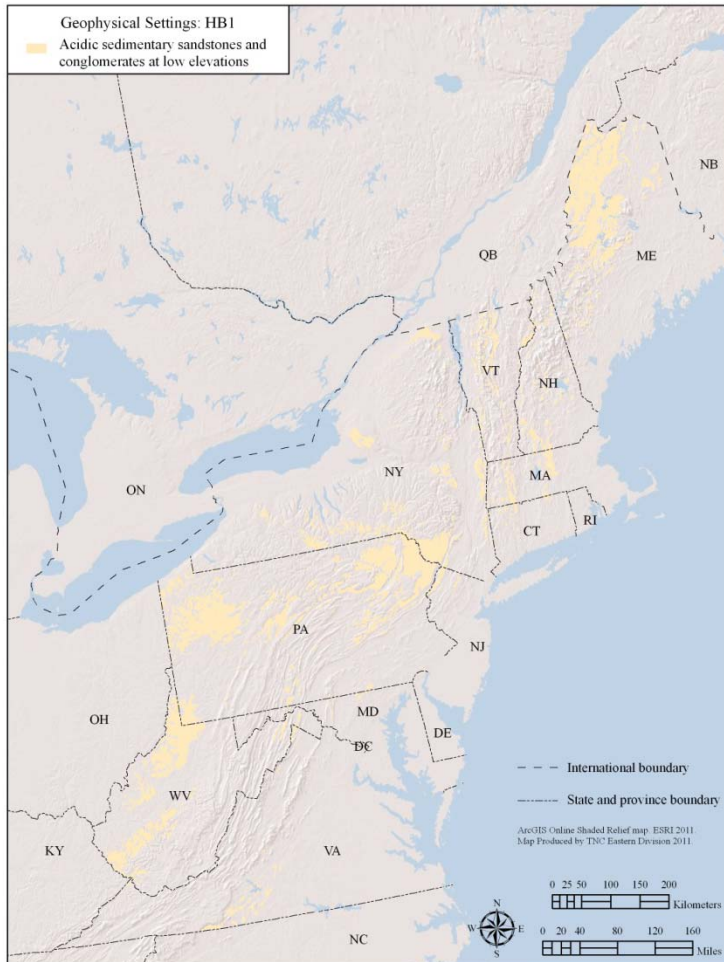 Geophysical Settings: HB1
Acidic sedimentary sandstones and
conglomerates at low elevations
NB
QB
ME
VT
NH
NY
MA
ON
CT
RI
PA
NJ
OH
MD
DE
DC
WV
KY
VA
NC
International boundary
State and province boundary
ArcGIS Online Shaded Relief map. ESRI 2011.
Map Produced by TNC Eastern Division 2011.
0 25 50 100 150 200
Kilometers
N
W E
S
0 20 40 80 120 160
Miles